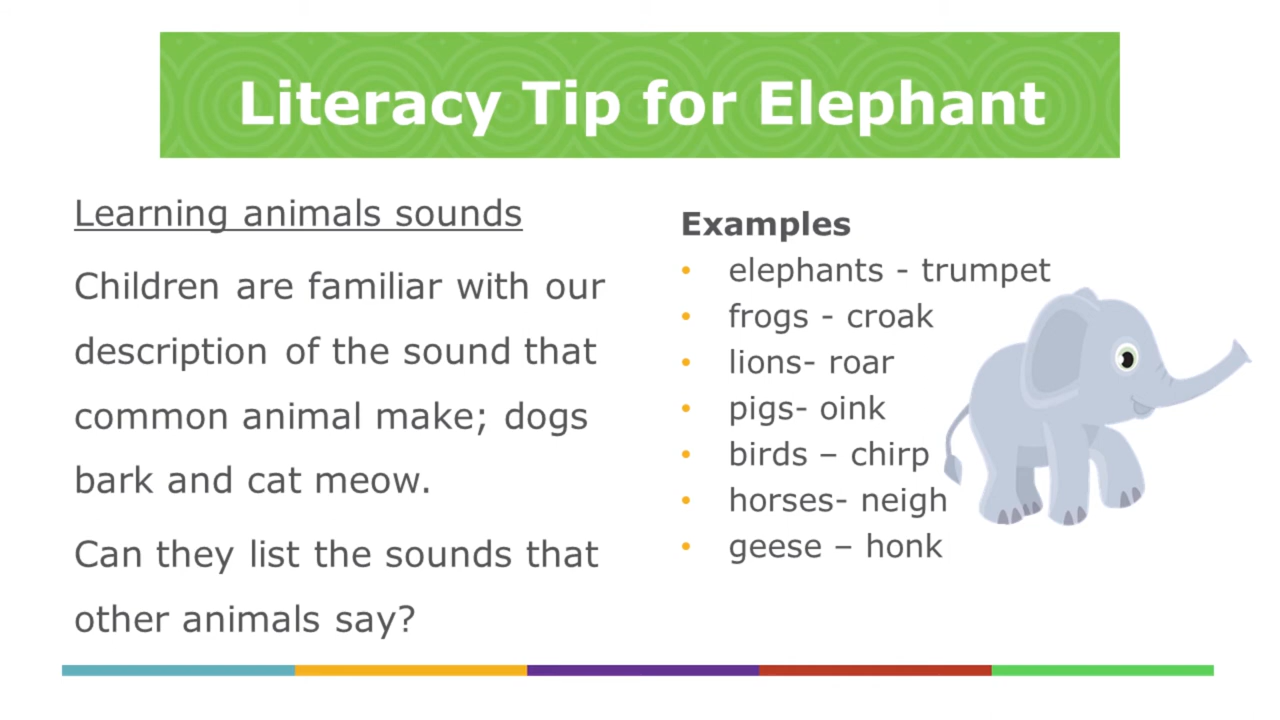 Literacy Tip for Elephant
Learning animals sounds
Children are familiar with our
description of the sound that
common animal make; dogs
bark and cat meow.
Can they list the sounds that
other animals say?
Examples
• elephants - trumpet
• frogs - croak
• lions- roar
• pigs- oink
• birds – chirp
• horses- neigh
• geese – honk